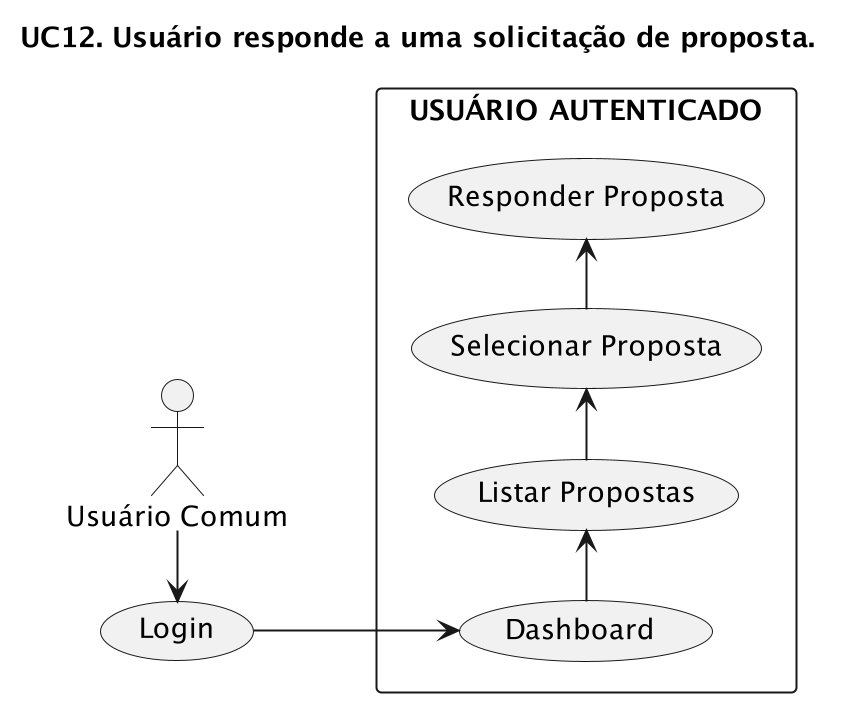 UC12. Usuário responde a uma solicitação de proposta.
USUÁRIO AUTENTICADO
Responder Proposta
Selecionar Proposta
Listar Propostas
Usuário Comum
Login
Dashboard